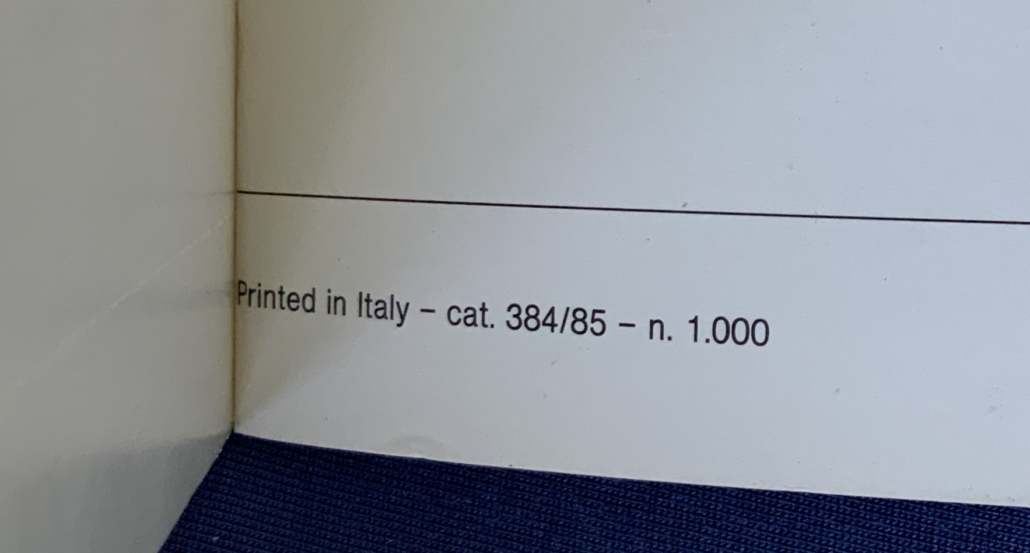 Printed in Italy – cat. 384/85 – n. 1.000